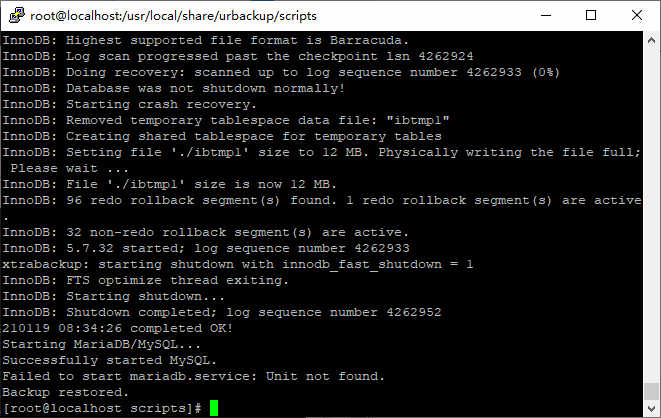 root@localhost:/usr/local/share/urbackup/scripts
InnoDB: Highest supported file format is Barracuda.
InnoDB: Log scan progressed past the checkpoint lsn 4262924
InnoDB: Doing recovery: scanned up to log sequence number 4262933 (0%)
InnoDB: Database was not shutdown normally!
InnoDB: Starting crash recovery.
InnoDB: Removed temporary tablespace data file: "ibtmp1"
InnoDB: Creating shared tablespace for temporary tables
InnoDB: Setting file './ibtmp1' size to 12 MB. Physically writing the file full;
 Please wait ...
InnoDB: File './ibtmp1' size is now 12 MB.
InnoDB: 96 redo rollback segment(s) found. 1 redo rollback segment(s) are active
.
InnoDB: 32 non-redo rollback segment(s) are active.
InnoDB: 5.7.32 started; log sequence number 4262933
xtrabackup: starting shutdown with innodb_fast_shutdown = 1
InnoDB: FTS optimize thread exiting.
InnoDB: Starting shutdown...
InnoDB: Shutdown completed; log sequence number 4262952
210119 08:34:26 completed OK!
Starting MariaDB/MySQL...
Successfully started MySQL.
Failed to start mariadb.service: Unit not found.
Backup restored.
[root@localhost scripts]#